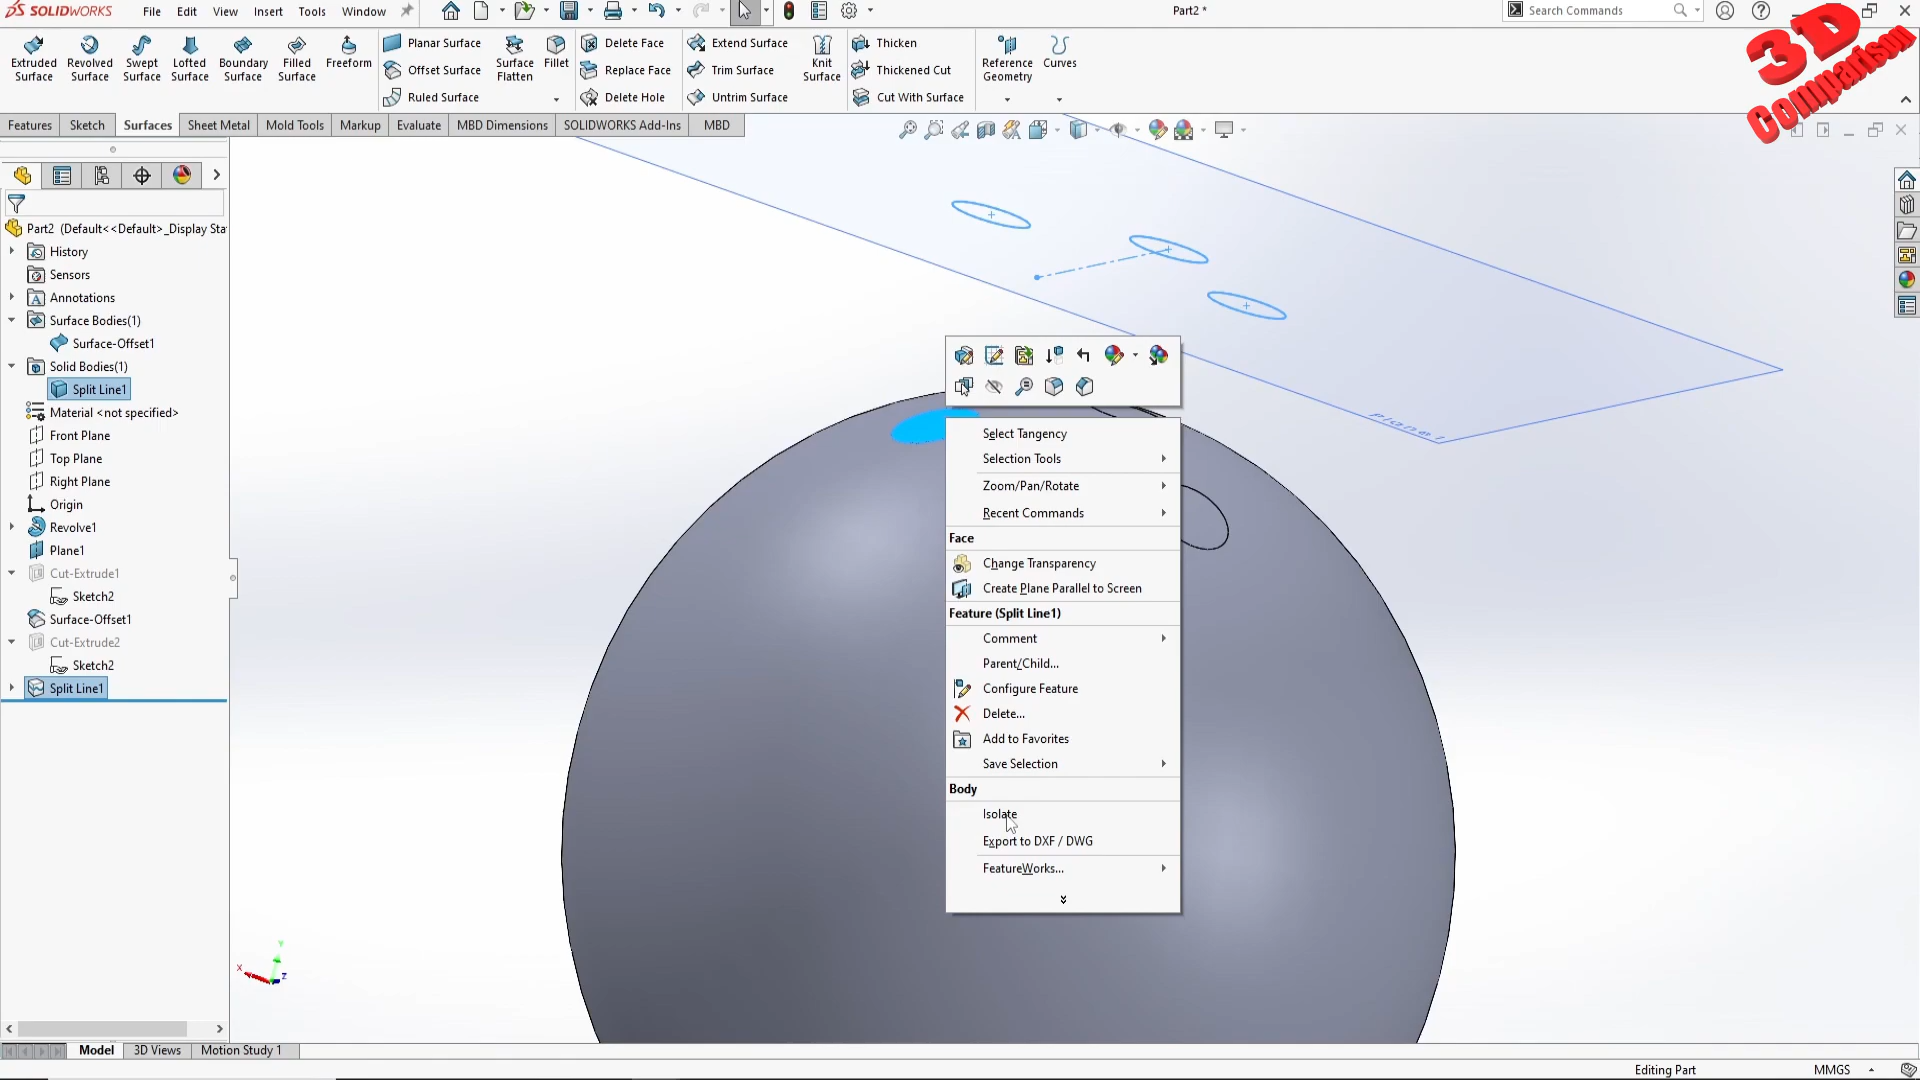 SOLIDWORKS
File
Edit
View
Insert
Tools
Window
Part2 *
Search Commands
3D
Comparison
Extruded
Surface
Revolved
Surface
Swept
Surface
Lofted
Surface
Boundary
Surface
Filled
Surface
Freeform
Planar Surface
Offset Surface
Ruled Surface
Surface
Flatten
Fillet
Delete Face
Replace Face
Delete Hole
Extend Surface
Trim Surface
Untrim Surface
Knit
Surface
Thicken
Thickened Cut
Cut With Surface
Reference
Geometry
Curves
Features
Sketch
Surfaces
Sheet Metal
Mold Tools
Markup
Evaluate
MBD Dimensions
SOLIDWORKS Add-Ins
MBD
Part2 (Default<<Default>_Display Sta
History
Sensors
Annotations
Surface Bodies(1)
Surface-Offset1
Solid Bodies(1)
Split Line1
Material <not specified>
Front Plane
Top Plane
Right Plane
Origin
Revolve1
Plane1
Cut-Extrude1
Sketch2
Surface-Offset1
Cut-Extrude2
Sketch2
Split Line1
Plane1
Select Tangency
Selection Tools
Zoom/Pan/Rotate
Recent Commands
Face
Change Transparency
Create Plane Parallel to Screen
Feature (Split Line1)
Comment
Parent/Child...
Configure Feature
Delete...
Add to Favorites
Save Selection
Body
Isolate
Export to DXF / DWG
FeatureWorks...
Y
X
Z
Model
3D Views
Motion Study 1
Editing Part
MMGS